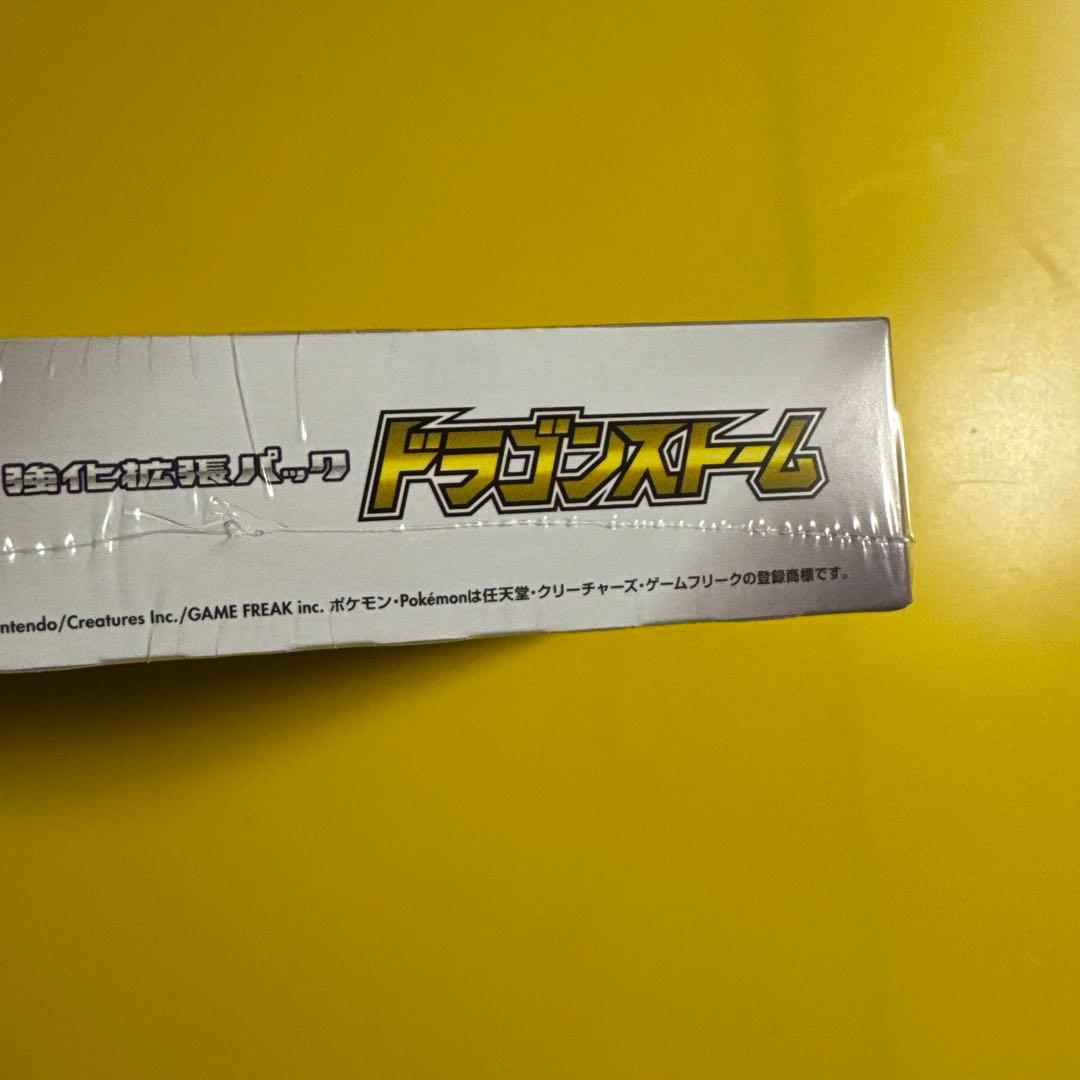 強化拡張パック ドラゴンストーム
ntendo/Creatures Inc./GAME FREAK inc. ポケモン・Pokémonは任天堂・クリーチャーズ・ゲームフリークの登録商標です。